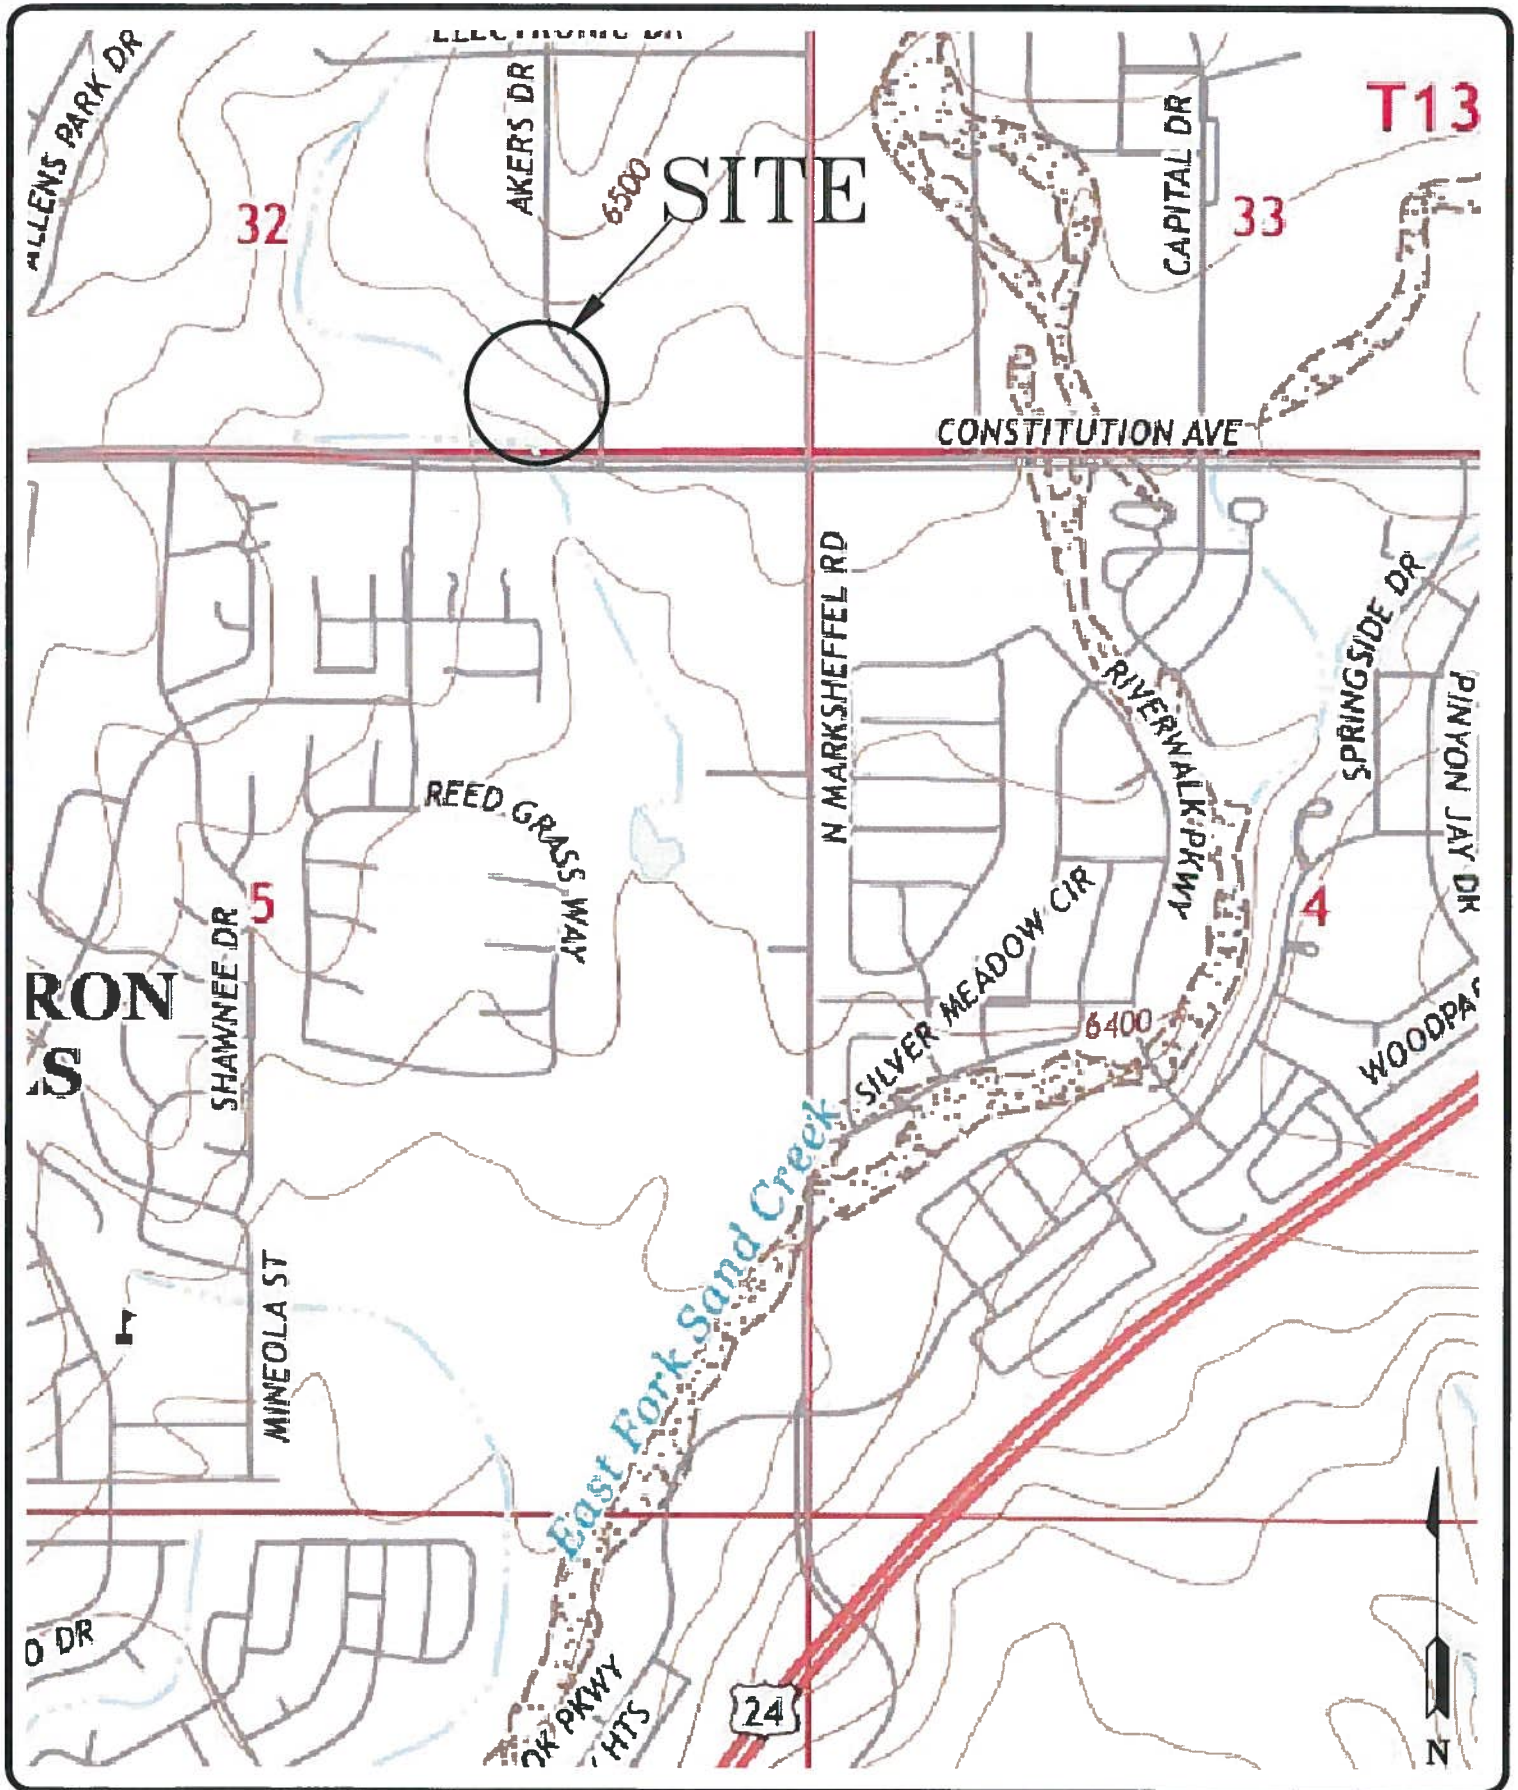 ELECTRONIC DR
ALLENS PARK DR
AKERS DR
6500
SITE
CAPITAL DR
T13
32
33
CONSTITUTION AVE
N MARKSHEFFEL RD
RIVERWALK PKWY
SPRINGSIDE DR
PINYON JAY DR
REED GRASS WAY
5
SHAWNEE DR
4
SILVER MEADOW CIR
6400
RON
S
WOODPA
East Fork Sand Creek
MINEOLA ST
O DR
OK PKWY
HTS
24
N